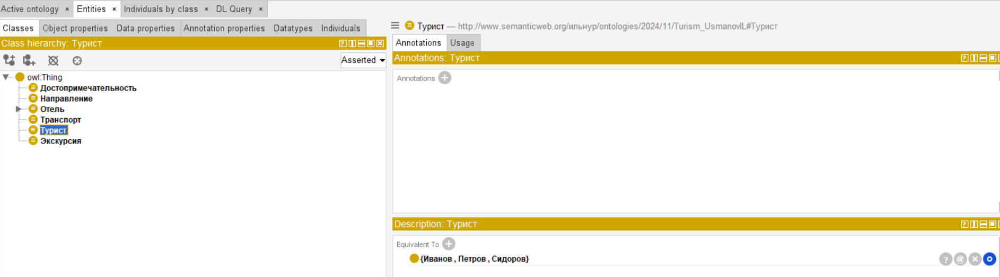 Active ontology × Entities × Individuals by class × DL Query ×
Classes Object properties Data properties Annotation properties Datatypes Individuals
Class hierarchy: Турист
Asserted
owl:Thing
Достопримечательность
Направление
Отель
Транспорт
Турист
Экскурсия
Турист — http://www.semanticweb.org/ильнур/ontologies/2024/11/Turism_UsmanovIL#Турист
Annotations Usage
Annotations: Турист
Annotations
Description: Турист
Equivalent To
{Иванов , Петров , Сидоров}